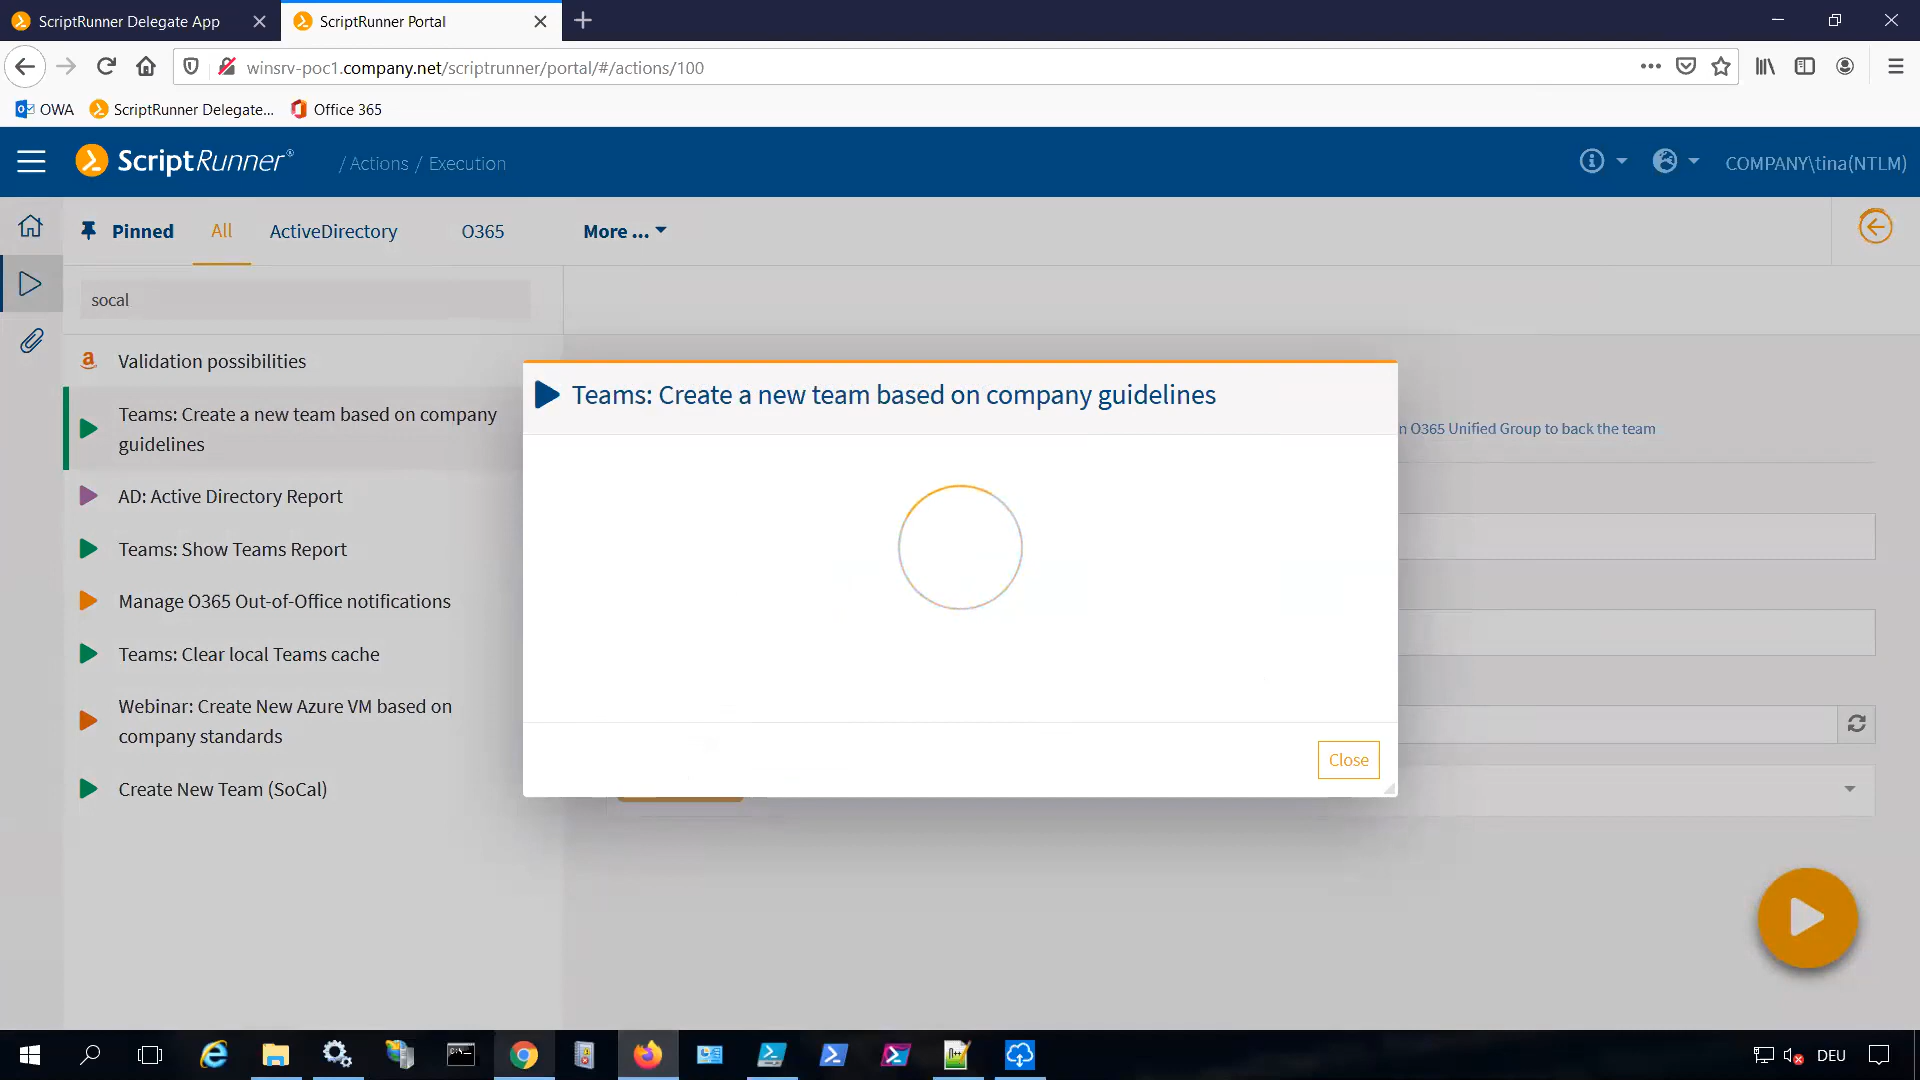 ScriptRunner Delegate App
ScriptRunner Portal
winsrv-poc1.company.net/scriptrunner/portal/#/actions/100
OWA
ScriptRunner Delegate...
Office 365
ScriptRunner®
/ Actions / Execution
COMPANY\tina(NTLM)
Pinned
All
ActiveDirectory
O365
More ...
socal
Validation possibilities
Teams: Create a new team based on company
guidelines
AD: Active Directory Report
Teams: Show Teams Report
Manage O365 Out-of-Office notifications
Teams: Clear local Teams cache
Webinar: Create New Azure VM based on
company standards
Create New Team (SoCal)
Teams: Create a new team based on company guidelines
n O365 Unified Group to back the team
Close
DEU